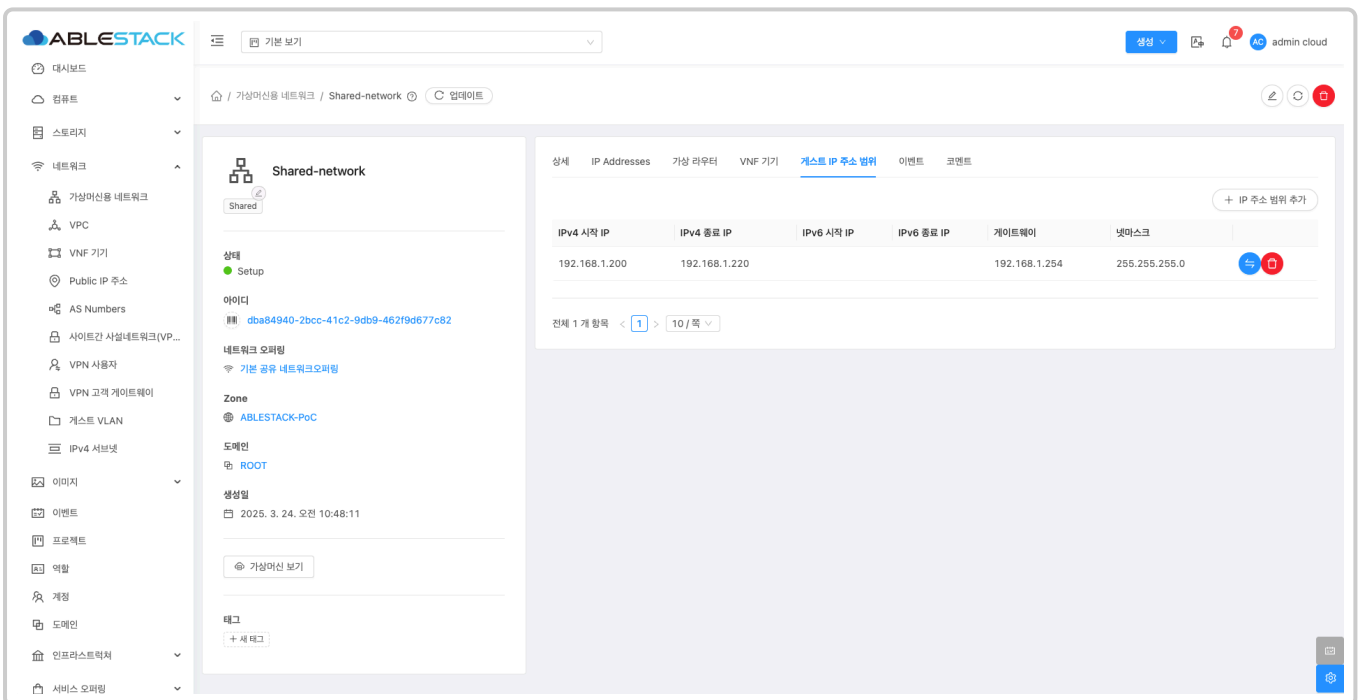 ABLESTACK
기본 보기
생성
7
AC
admin cloud
대시보드
컴퓨트
스토리지
네트워크
가상머신용 네트워크
VPC
VNF 기기
Public IP 주소
AS Numbers
사이트간 사설네트워크(VP...
VPN 사용자
VPN 고객 게이트웨이
게스트 VLAN
IPv4 서브넷
이미지
이벤트
프로젝트
역할
계정
도메인
인프라스트럭쳐
서비스 오퍼링
/ 가상머신용 네트워크 / Shared-network 업데이트
Shared-network
Shared
상태
Setup
아이디
dba84940-2bcc-41c2-9db9-462f9d677c82
네트워크 오퍼링
기본 공유 네트워크오퍼링
Zone
ABLESTACK-PoC
도메인
ROOT
생성일
2025. 3. 24. 오전 10:48:11
가상머신 보기
태그
+ 새 태그
상세 IP Addresses 가상 라우터 VNF 기기 게스트 IP 주소 범위 이벤트 코멘트
+ IP 주소 범위 추가
IPv4 시작 IP IPv4 종료 IP IPv6 시작 IP IPv6 종료 IP 게이트웨이 넷마스크
192.168.1.200 192.168.1.220 192.168.1.254 255.255.255.0
전체 1 개 항목 < 1 > 10 / 쪽